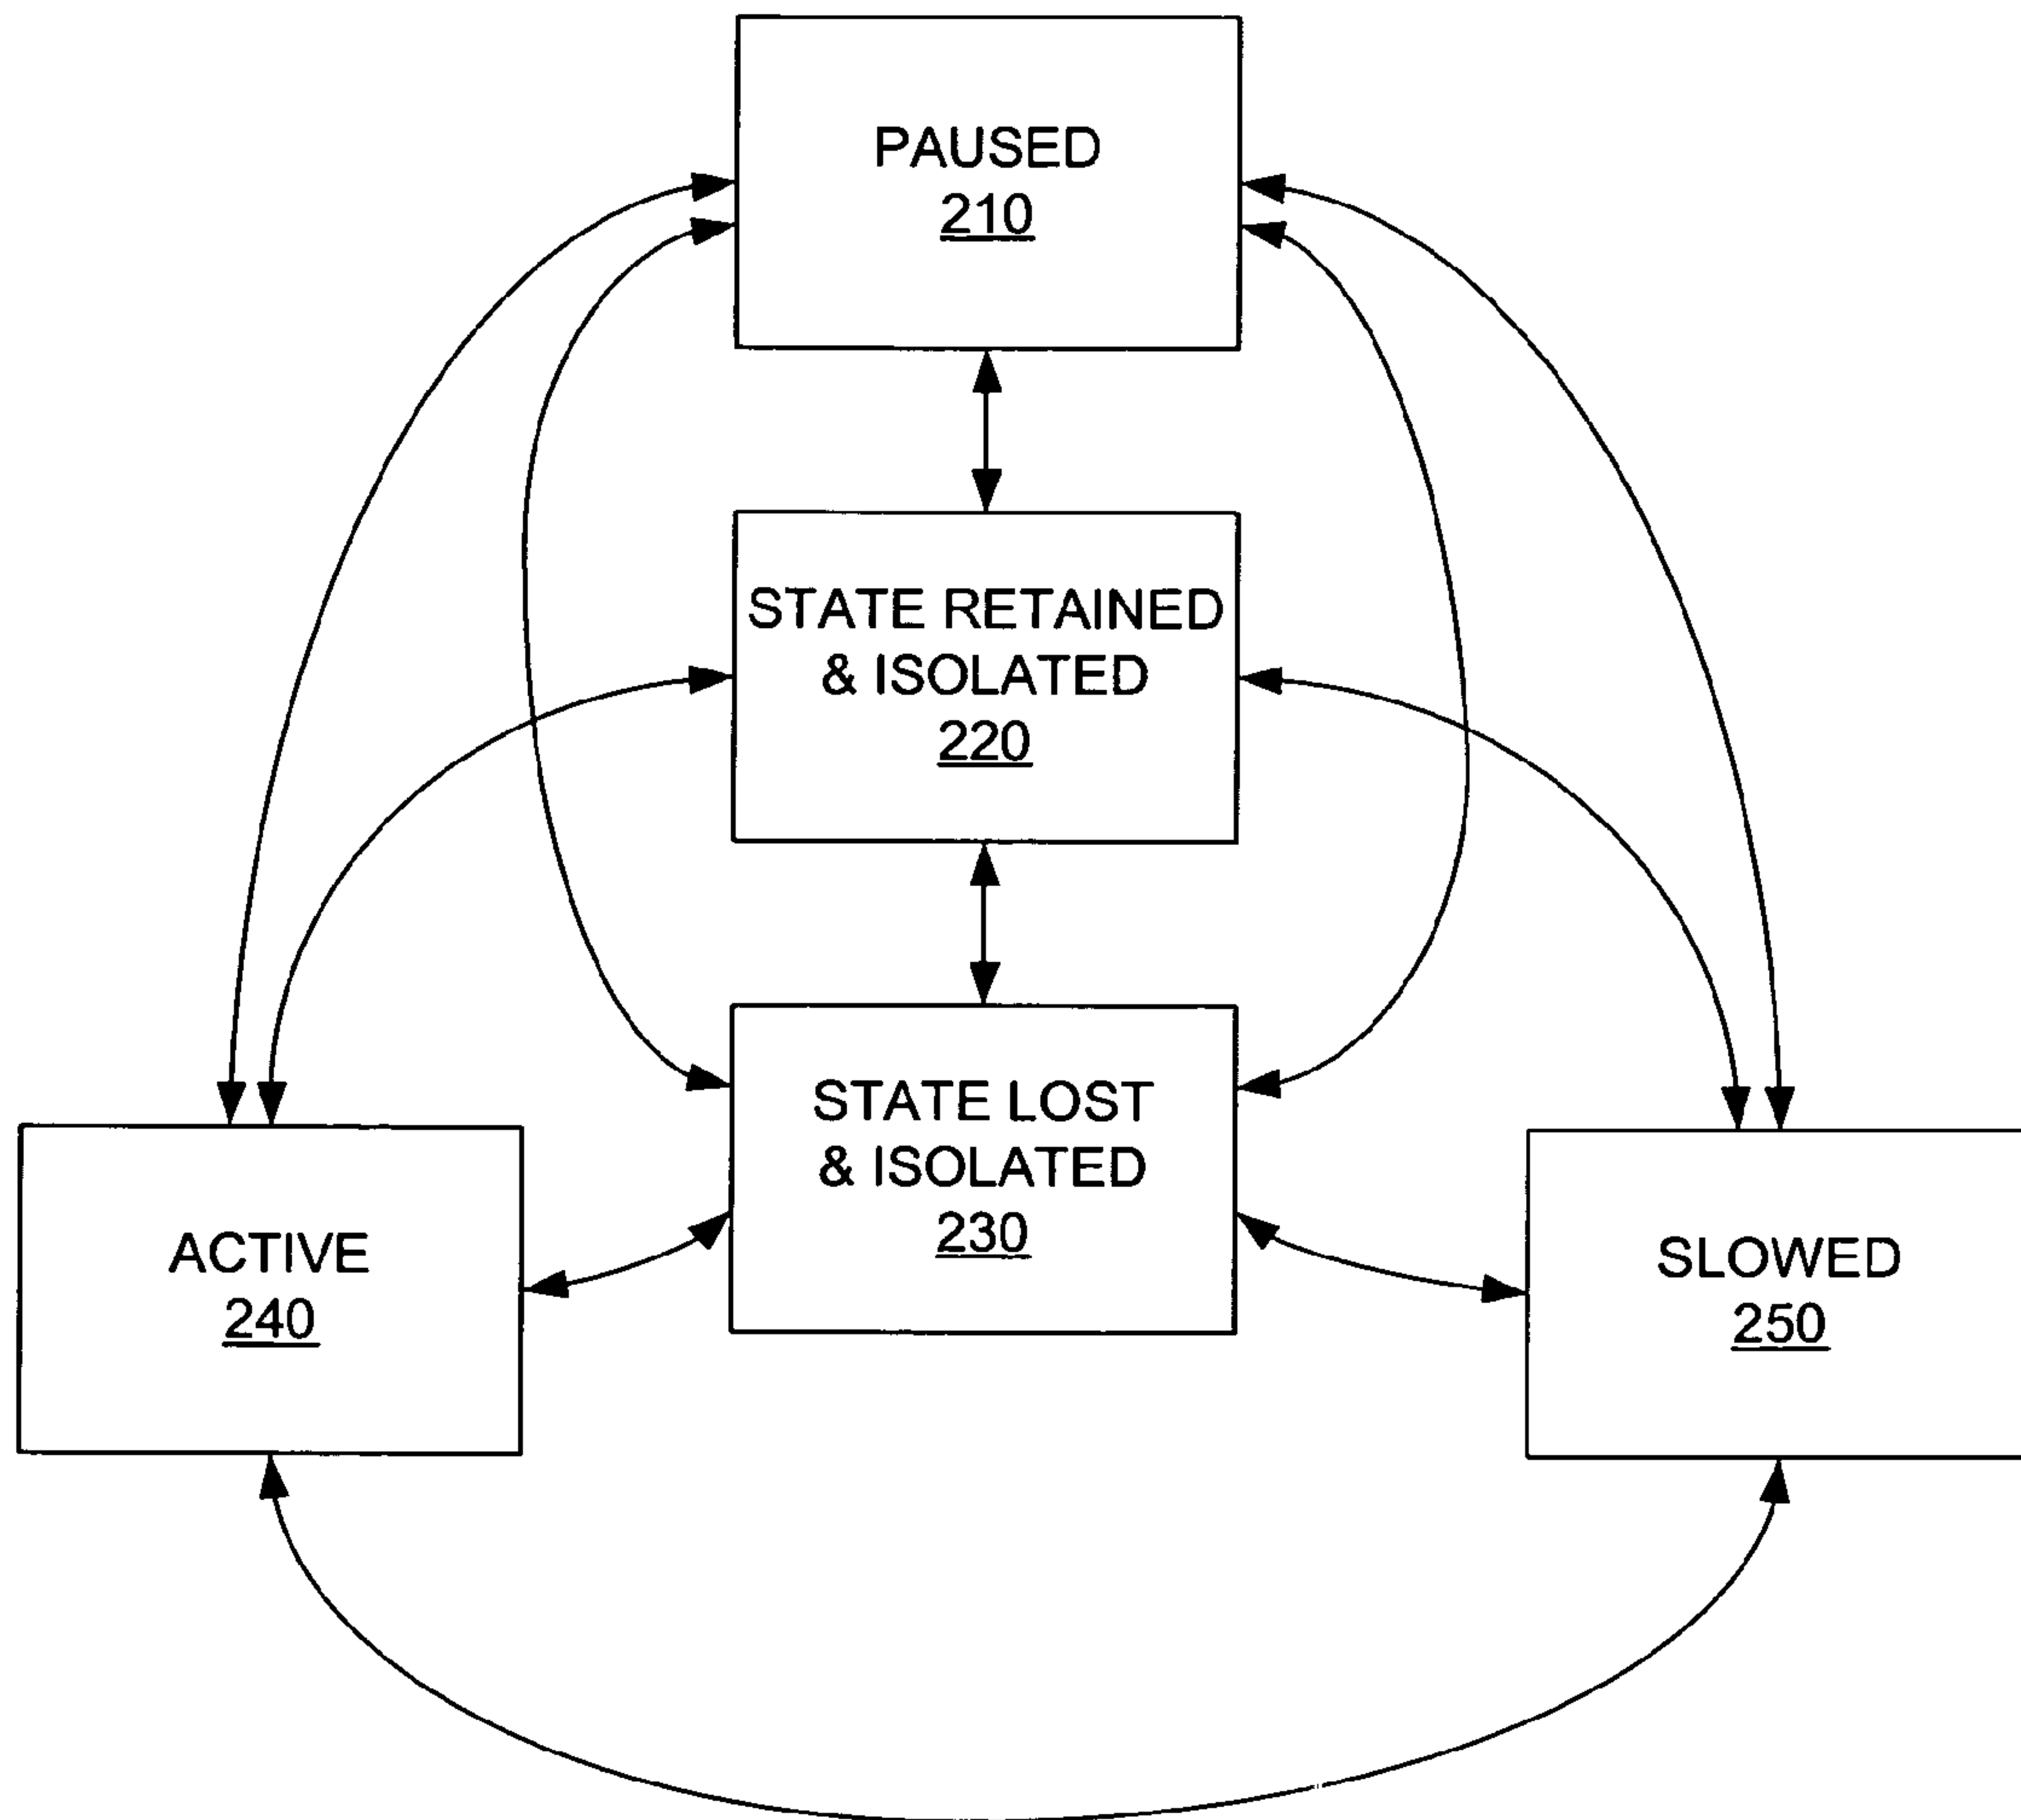 PAUSED
210
STATE RETAINED
& ISOLATED
220
STATE LOST
& ISOLATED
230
ACTIVE
240
SLOWED
250